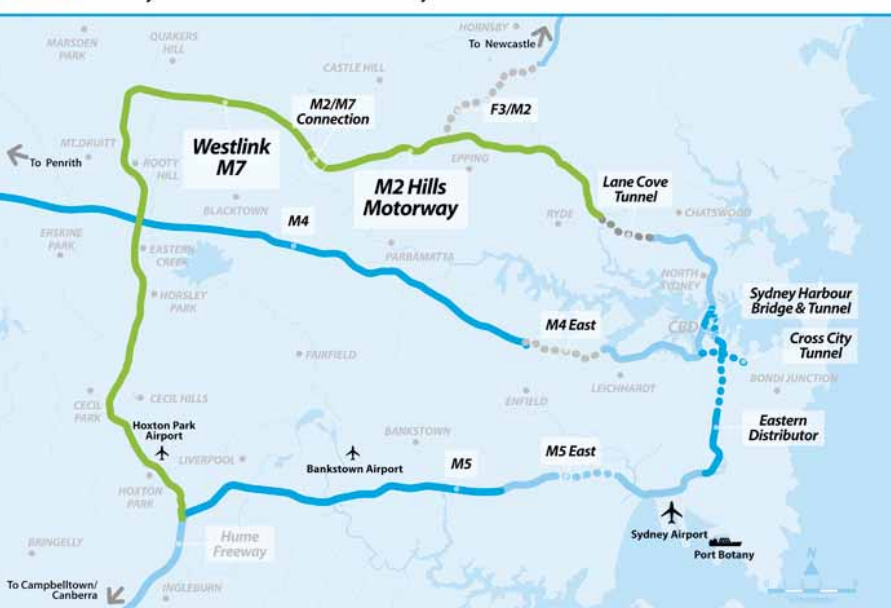 HORNSBY
To Newcastle
MARSDEN
PARK
QUAKERS
HILL
CASTLE HILL
M2/M7
Connection
F3/M2
Westlink
M7
MT.DRUITT
To Penrith
ROOTY
HILL
EPPING
M2 Hills
Motorway
Lane Cove
Tunnel
BLACKTOWN
M4
RYDE
CHATSWOOD
ERSKINE
PARK
EASTERN
CREEK
PARRAMATTA
NORTH
SYDNEY
HORSLEY
PARK
Sydney Harbour
Bridge & Tunnel
M4 East
CBD
Cross City
Tunnel
FAIRFIELD
BONDI JUNCTION
LEICHHARDT
ENFIELD
CECIL
PARK
CECIL HILLS
Hoxton Park
Airport
Eastern
Distributor
BANKSTOWN
LIVERPOOL
Bankstown Airport
M5
M5 East
HOXTON
PARK
Sydney Airport
Port Botany
Hume
Freeway
BRINGELLY
N
To Campbelltown/
Canberra
INGLEBURN